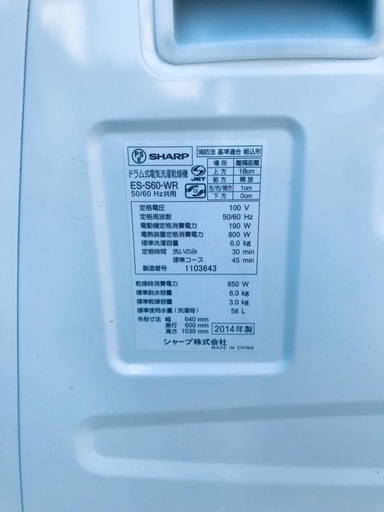 PS E SHARP
ドラム式電気洗濯乾燥機
ES-S60-WR
50/60 Hz共用
JET
消防法 基準適合 組込形
場所 離隔距離
上方 18cm
前方 開放
左/右/後方 1cm
下方 0cm
定格電圧 100 V
定格周波数 50/60 Hz
電動機定格消費電力 190 W
電熱装置定格消費電力 800 W
標準洗濯容量 6.0 kg
定格時間 洗いのみ 30 min
標準コース 45 min
製造番号 1103643
乾燥時消費電力 850 W
標準脱水容量 6.0 kg
標準乾燥容量 3.0 kg
標準使用水量(洗濯時) 58 L
外形寸法 幅 640 mm
奥行 600 mm
高さ 1039 mm
2014年製
シャープ株式会社
MADE IN CHINA